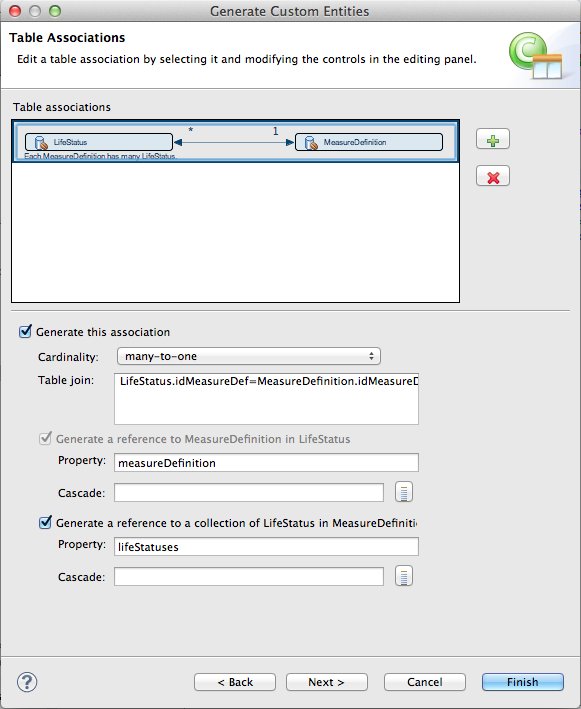 Generate Custom Entities
Table Associations
Edit a table association by selecting it and modifying the controls in the editing panel.
Table associations
LifeStatus * 1 MeasureDefinition
Each MeasureDefinition has many LifeStatus.
Generate this association
Cardinality: many-to-one
Table join: LifeStatus.idMeasureDef=MeasureDefinition.idMeasureD
Generate a reference to MeasureDefinition in LifeStatus
Property: measureDefinition
Cascade:
Generate a reference to a collection of LifeStatus in MeasureDefiniti
Property: lifeStatuses
Cascade:
? < Back Next > Cancel Finish